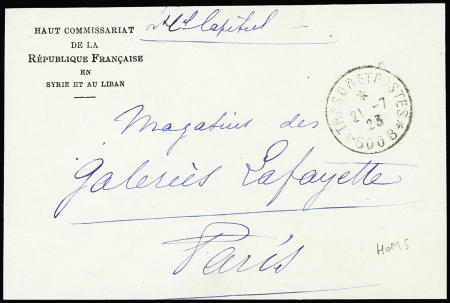 HAUT COMMISSARIAT
DE LA
RÉPUBLIQUE FRANÇAISE
EN
SYRIE ET AU LIBAN
TRESOR ET POSTES
*
21 -7
23
* 600 B *
Magasins des
Galeries Lafayette
Paris
HOMS